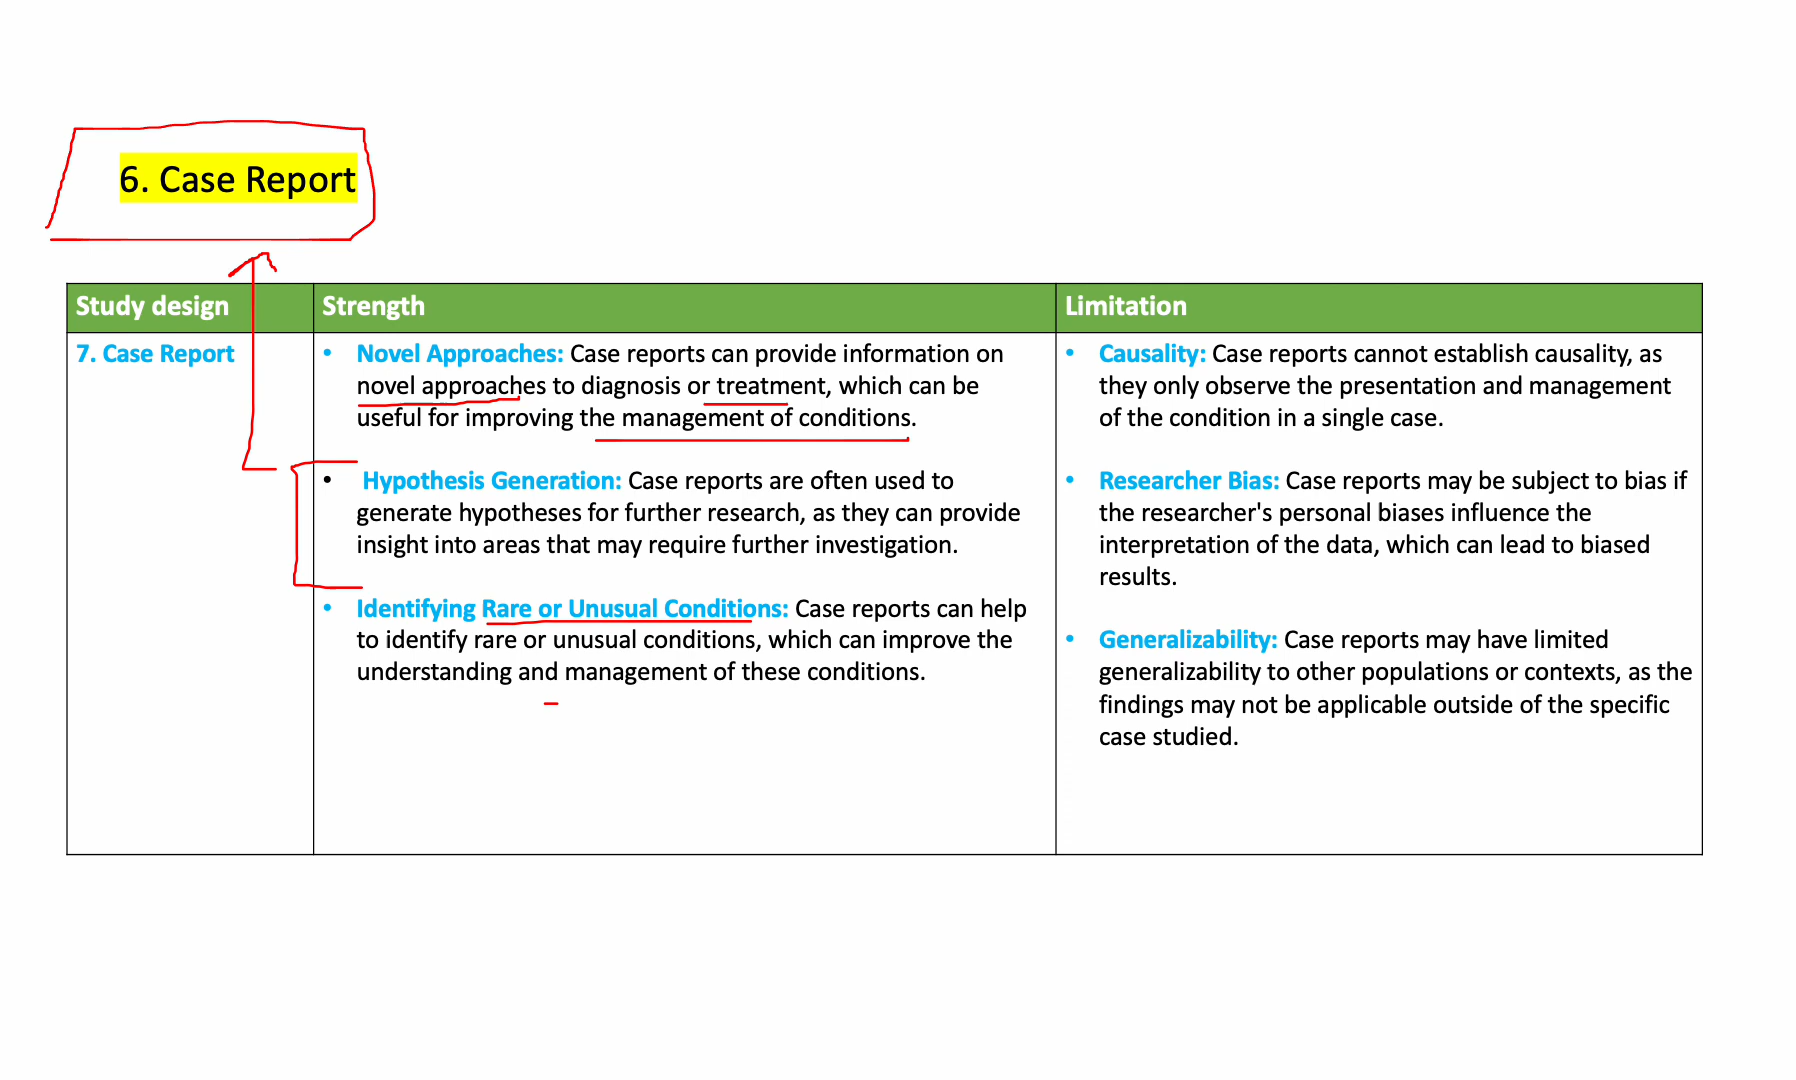 6. Case Report
Study design
Strength
Limitation
7. Case Report
• Novel Approaches: Case reports can provide information on
novel approaches to diagnosis or treatment, which can be
useful for improving the management of conditions.
• Hypothesis Generation: Case reports are often used to
generate hypotheses for further research, as they can provide
insight into areas that may require further investigation.
• Identifying Rare or Unusual Conditions: Case reports can help
to identify rare or unusual conditions, which can improve the
understanding and management of these conditions.
• Causality: Case reports cannot establish causality, as
they only observe the presentation and management
of the condition in a single case.
• Researcher Bias: Case reports may be subject to bias if
the researcher's personal biases influence the
interpretation of the data, which can lead to biased
results.
• Generalizability: Case reports may have limited
generalizability to other populations or contexts, as the
findings may not be applicable outside of the specific
case studied.